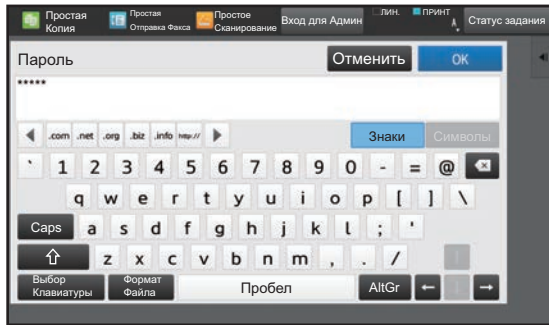 Простая Копия
Простая Отправка Факса
Простое Сканирование
Вход для Админ
ЛИН.
ПРИНТ
Статус задания
Пароль
Отменить
OK
*****
.com .net .org .biz .info http://
Знаки
Символы
` 1 2 3 4 5 6 7 8 9 0 - = @
q w e r t y u i o p [ ] \
Caps a s d f g h j k l ; '
z x c v b n m , . /
Выбор Клавиатуры
Формат Файла
Пробел
AltGr